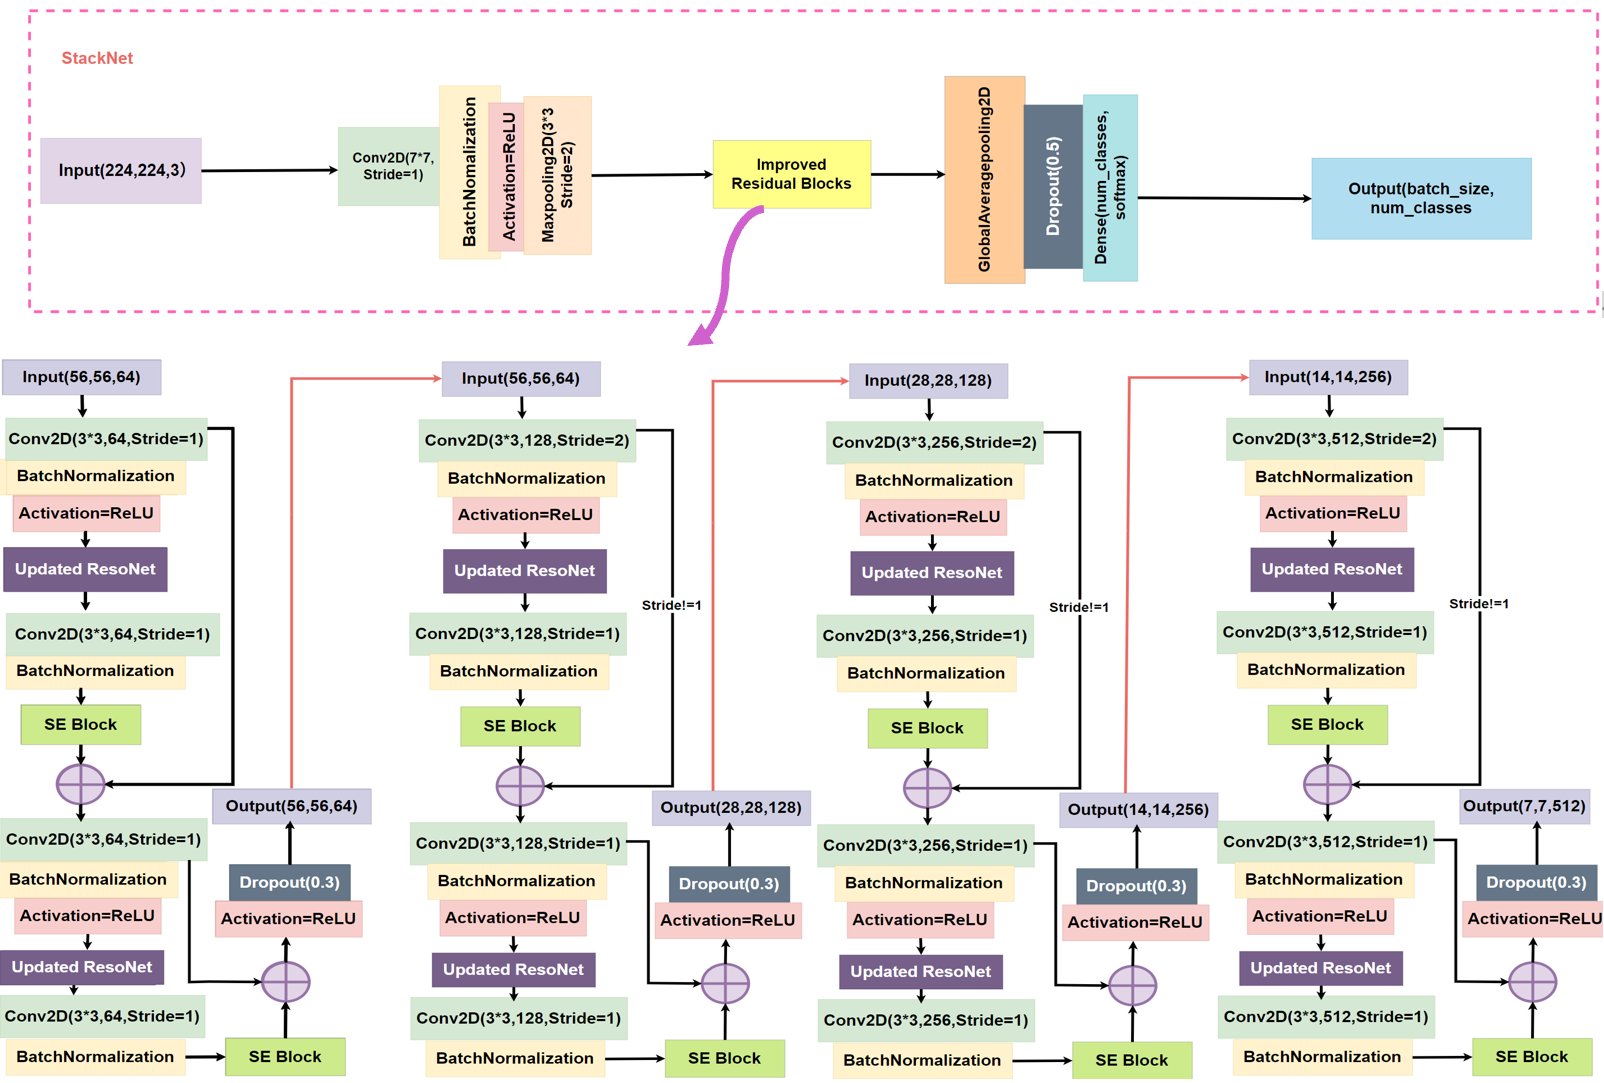 StackNet
Input(224,224,3)
Conv2D(7*7,
Stride=1)
BatchNomalization
Activation=ReLU
Maxpooling2D(3*3
Stride=2)
Improved
Residual Blocks
GlobalAveragepooling2D
Dropout(0.5)
Dense(num_classes,
softmax)
Output(batch_size,
num_classes
Input(56,56,64)
Conv2D(3*3,64,Stride=1)
BatchNormalization
Activation=ReLU
Updated ResoNet
Conv2D(3*3,64,Stride=1)
BatchNormalization
SE Block
Conv2D(3*3,64,Stride=1)
BatchNormalization
Activation=ReLU
Updated ResoNet
Conv2D(3*3,64,Stride=1)
BatchNormalization
SE Block
Activation=ReLU
Dropout(0.3)
Output(56,56,64)
Input(56,56,64)
Conv2D(3*3,128,Stride=2)
BatchNormalization
Activation=ReLU
Updated ResoNet
Stride!=1
Conv2D(3*3,128,Stride=1)
BatchNormalization
SE Block
Conv2D(3*3,128,Stride=1)
BatchNormalization
Activation=ReLU
Updated ResoNet
Conv2D(3*3,128,Stride=1)
BatchNormalization
SE Block
Activation=ReLU
Dropout(0.3)
Output(28,28,128)
Input(28,28,128)
Conv2D(3*3,256,Stride=2)
BatchNormalization
Activation=ReLU
Updated ResoNet
Stride!=1
Conv2D(3*3,256,Stride=1)
BatchNormalization
SE Block
Conv2D(3*3,256,Stride=1)
BatchNormalization
Activation=ReLU
Updated ResoNet
Conv2D(3*3,256,Stride=1)
BatchNormalization
SE Block
Activation=ReLU
Dropout(0.3)
Output(14,14,256)
Input(14,14,256)
Conv2D(3*3,512,Stride=2)
BatchNormalization
Activation=ReLU
Updated ResoNet
Stride!=1
Conv2D(3*3,512,Stride=1)
BatchNormalization
SE Block
Conv2D(3*3,512,Stride=1)
BatchNormalization
Activation=ReLU
Updated ResoNet
Conv2D(3*3,512,Stride=1)
BatchNormalization
SE Block
Activation=ReLU
Dropout(0.3)
Output(7,7,512)